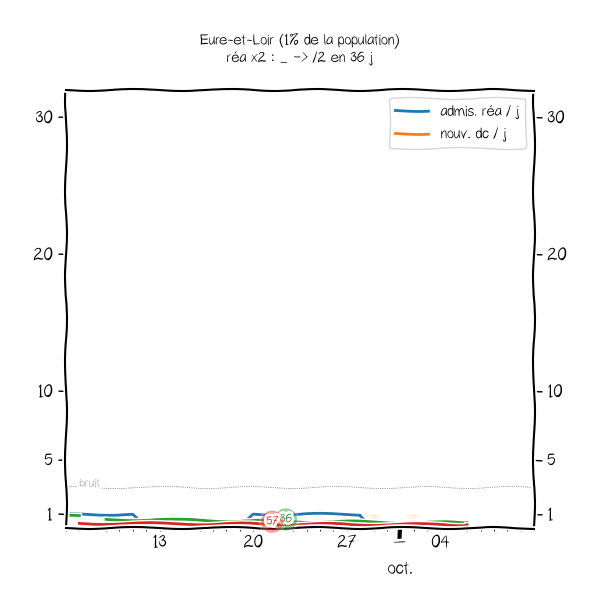 Eure-et-Loir (1% de la population)
réa x2 : _ -> /2 en 36 j
admis. réa / j
nouv. dc / j
30 30
20 20
10 10
5 5
bruit
1 57 36 1
13 20 27 04
oct.